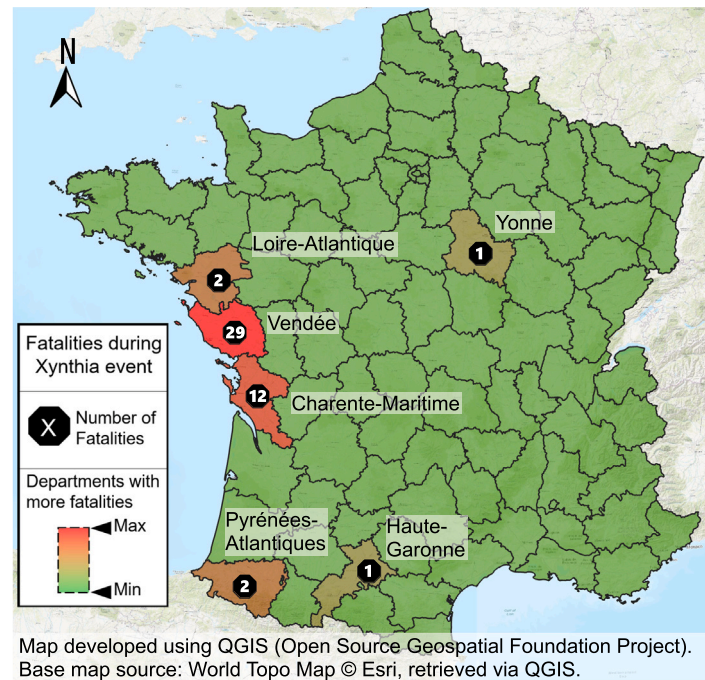 N
Yonne
1
Loire-Atlantique
2
Vendée
29
12
Charente-Maritime
Fatalities during
Xynthia event
X
Number of
Fatalities
Departments with
more fatalities
Max
Min
Pyrénées-
Atlantiques
2
Haute-
Garonne
1
Map developed using QGIS (Open Source Geospatial Foundation Project).
Base map source: World Topo Map © Esri, retrieved via QGIS.